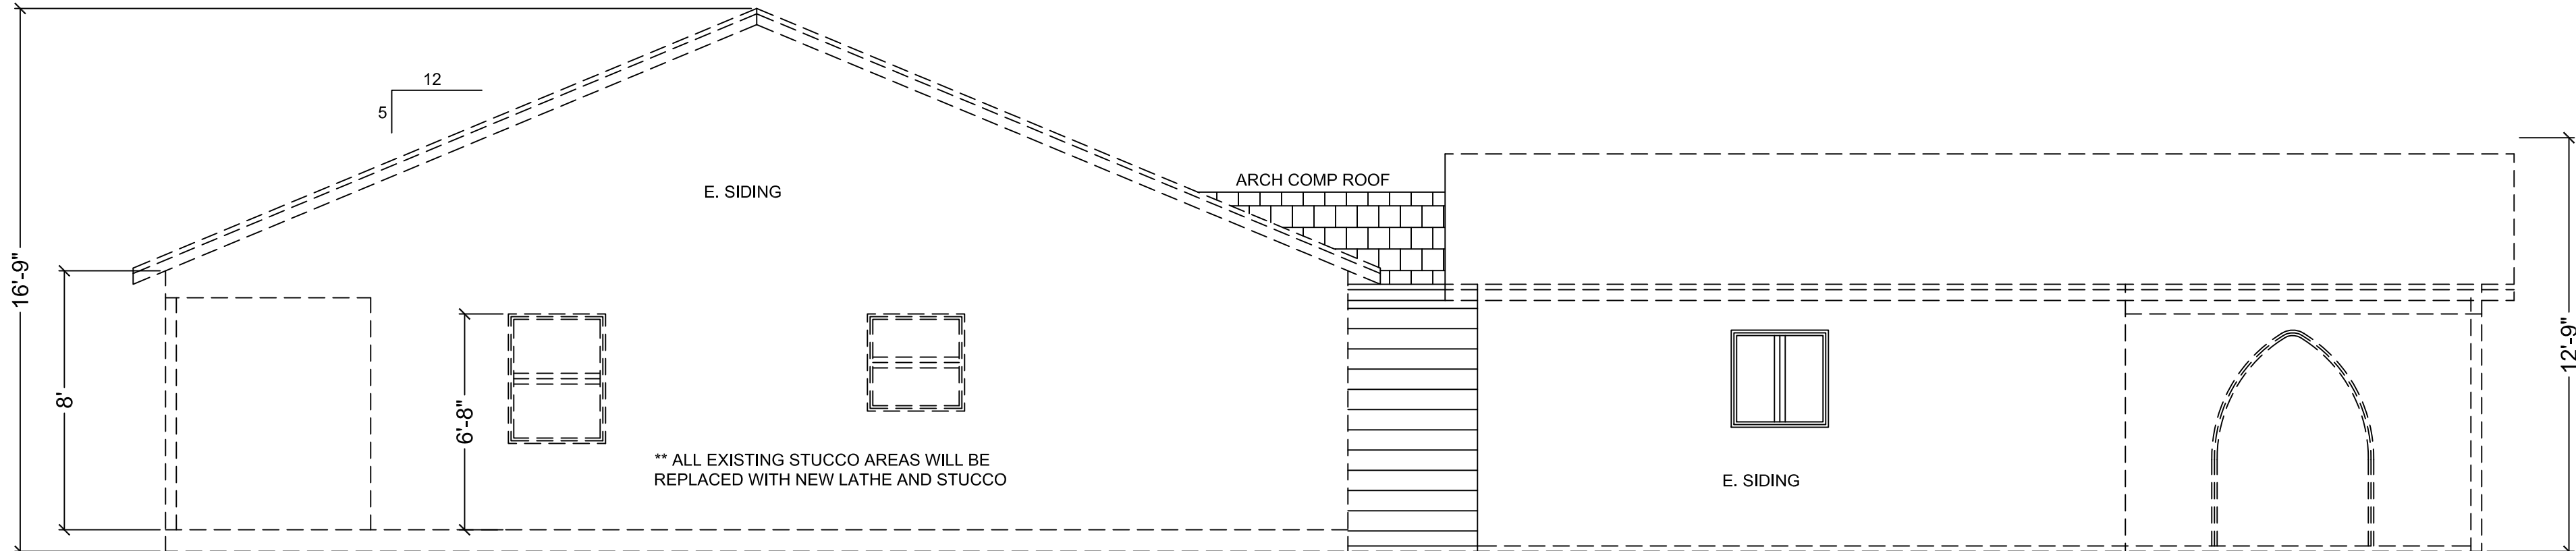 12
5
ARCH COMP ROOF
E. SIDING
16'-9"
12'-9"
8'
6'-8"
** ALL EXISTING STUCCO AREAS WILL BE
REPLACED WITH NEW LATHE AND STUCCO
E. SIDING